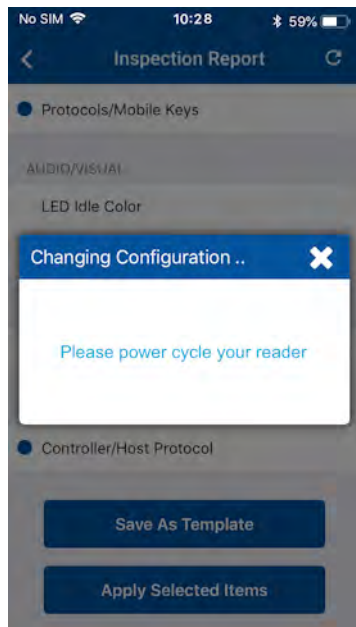 No SIM 10:28 59%
Inspection Report
Protocols/Mobile Keys
AUDIO/VISUAL
LED Idle Color
Changing Configuration ..
Please power cycle your reader
Controller/Host Protocol
Save As Template
Apply Selected Items